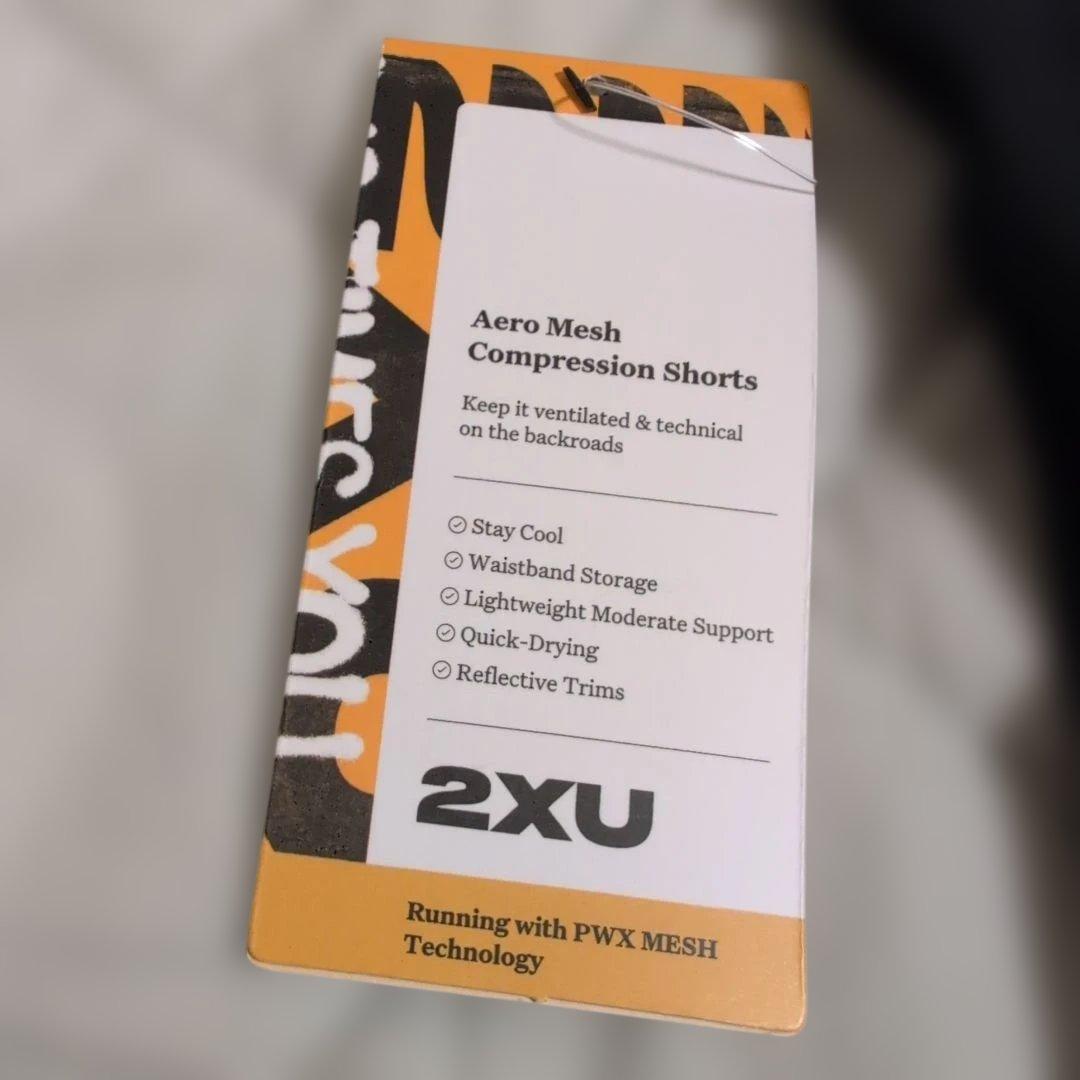 Aero Mesh
Compression Shorts
Keep it ventilated & technical
on the backroads
Stay Cool
Waistband Storage
Lightweight Moderate Support
Quick-Drying
Reflective Trims
2XU
Running with PWX MESH
Technology